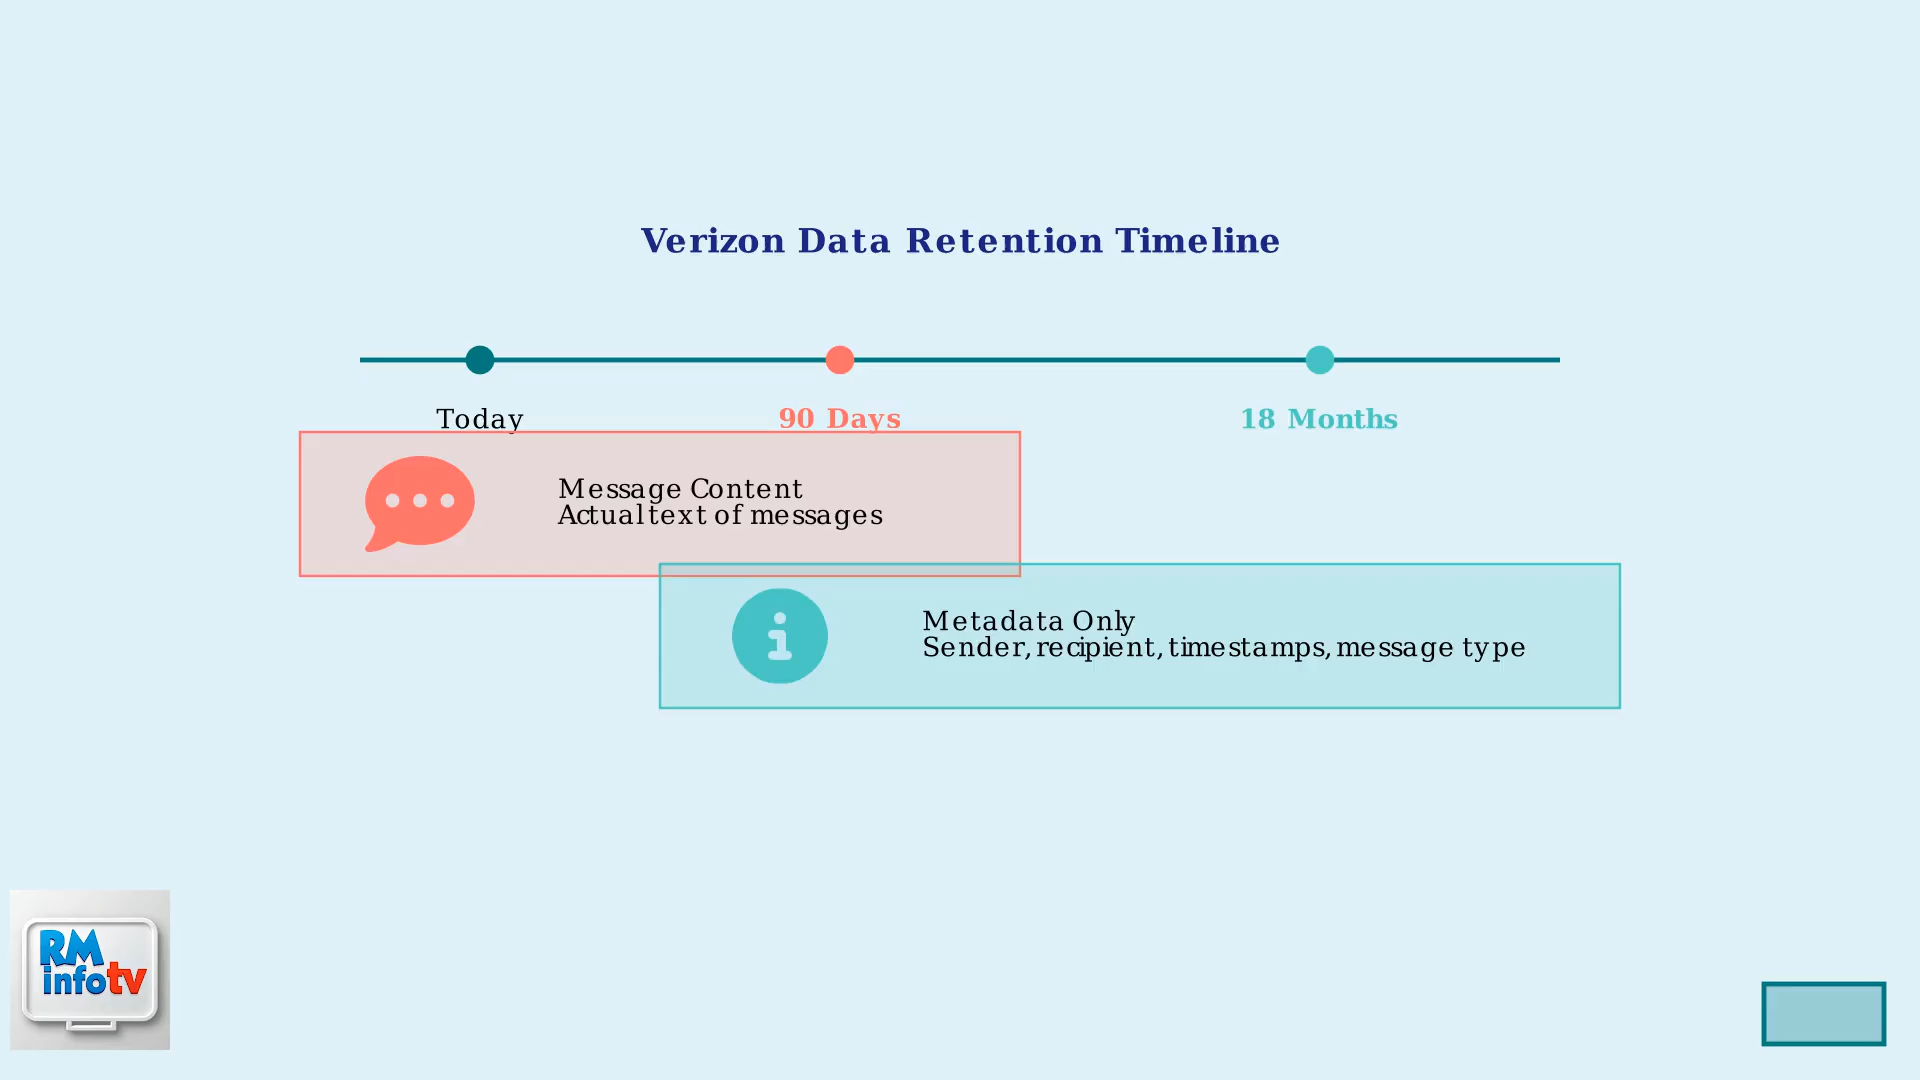 Verizon Data Retention Timeline
Today
90 Days
18 Months
Message Content
Actual text of messages
Metadata Only
Sender, recipient, timestamps, message type
RM
infotv